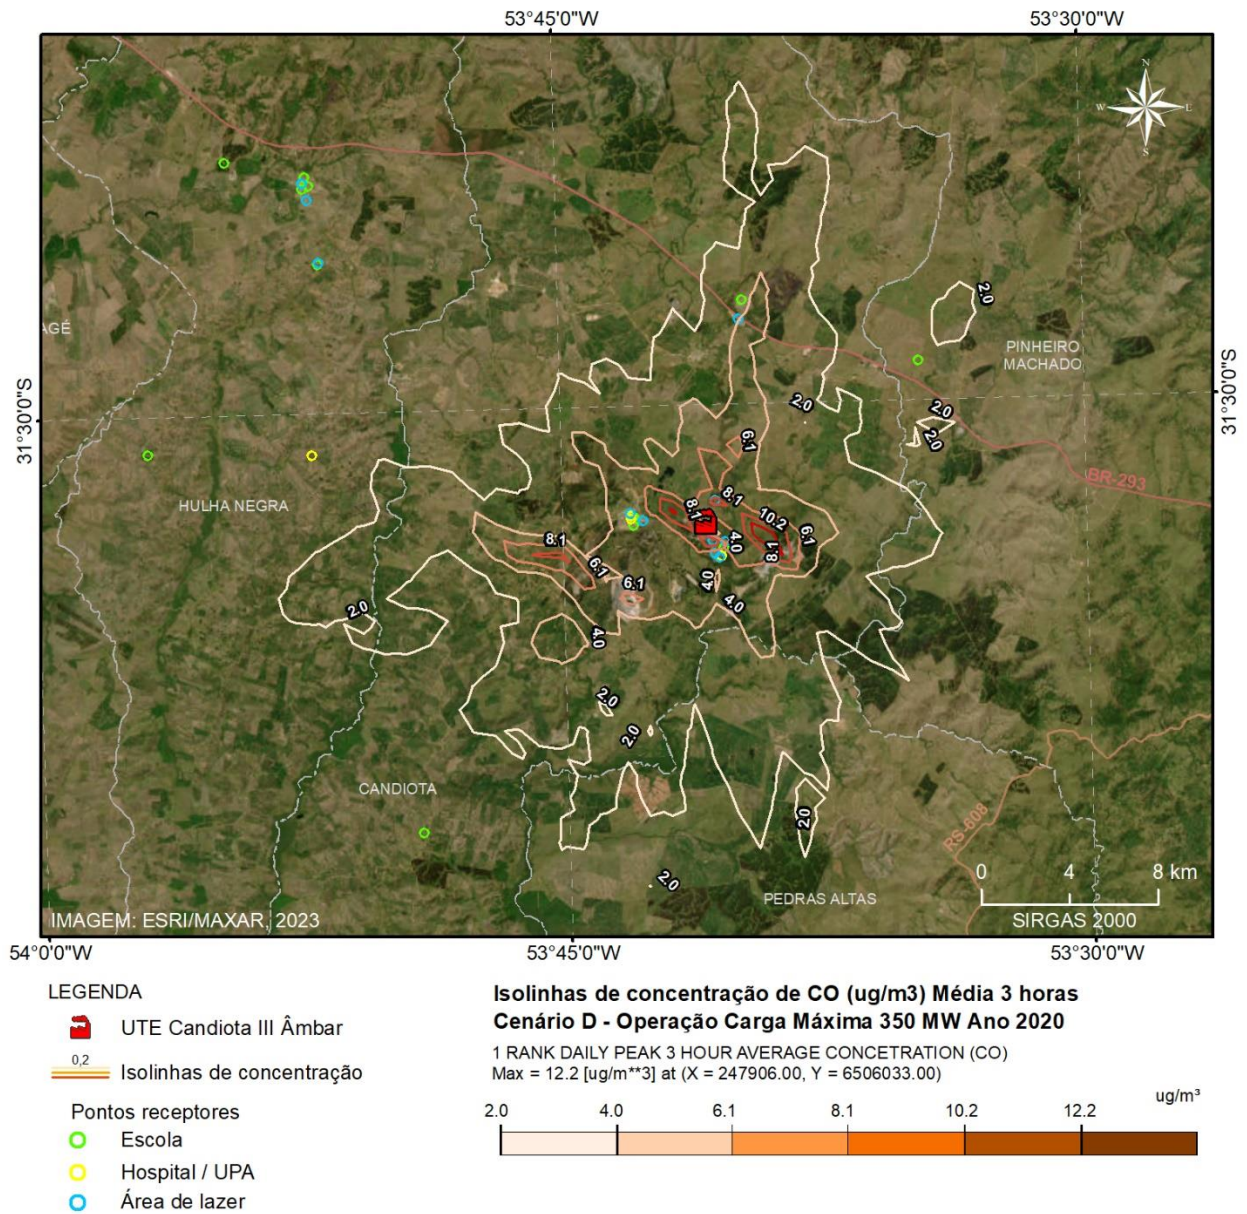 53°45'0"W
53°30'0"W
N
W
E
S
2.0
AGÉ
PINHEIRO
MACHADO
31°30'0"S
31°30'0"S
2.0
2.0
2.0
6.1
BR-293
HULHA NEGRA
8.1
8.1
10.2
6.1
8.1
4.0
8.1
6.1
6.1
4.0
4.0
2.0
4.0
2.0
2.0
CANDIOTA
2.0
RS-608
2.0
0 4 8 km
PEDRAS ALTAS
IMAGEM: ESRI/MAXAR, 2023
SIRGAS 2000
54°0'0"W
53°45'0"W
53°30'0"W
LEGENDA
UTE Candiota III Âmbar
0,2
Isolinhas de concentração
Pontos receptores
Escola
Hospital / UPA
Área de lazer
Isolinhas de concentração de CO (ug/m3) Média 3 horas
Cenário D - Operação Carga Máxima 350 MW Ano 2020
1 RANK DAILY PEAK 3 HOUR AVERAGE CONCETRATION (CO)
Max = 12.2 [ug/m**3] at (X = 247906.00, Y = 6506033.00)
ug/m³
2.0 4.0 6.1 8.1 10.2 12.2